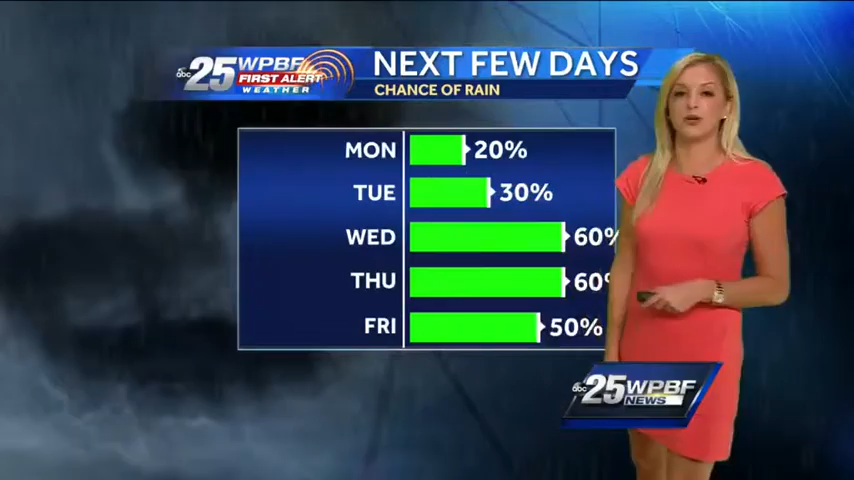 abc 25 WPBF
FIRST ALERT
WEATHER
NEXT FEW DAYS
CHANCE OF RAIN
MON 20%
TUE 30%
WED 60%
THU 60%
FRI 50%
abc 25 WPBF
NEWS